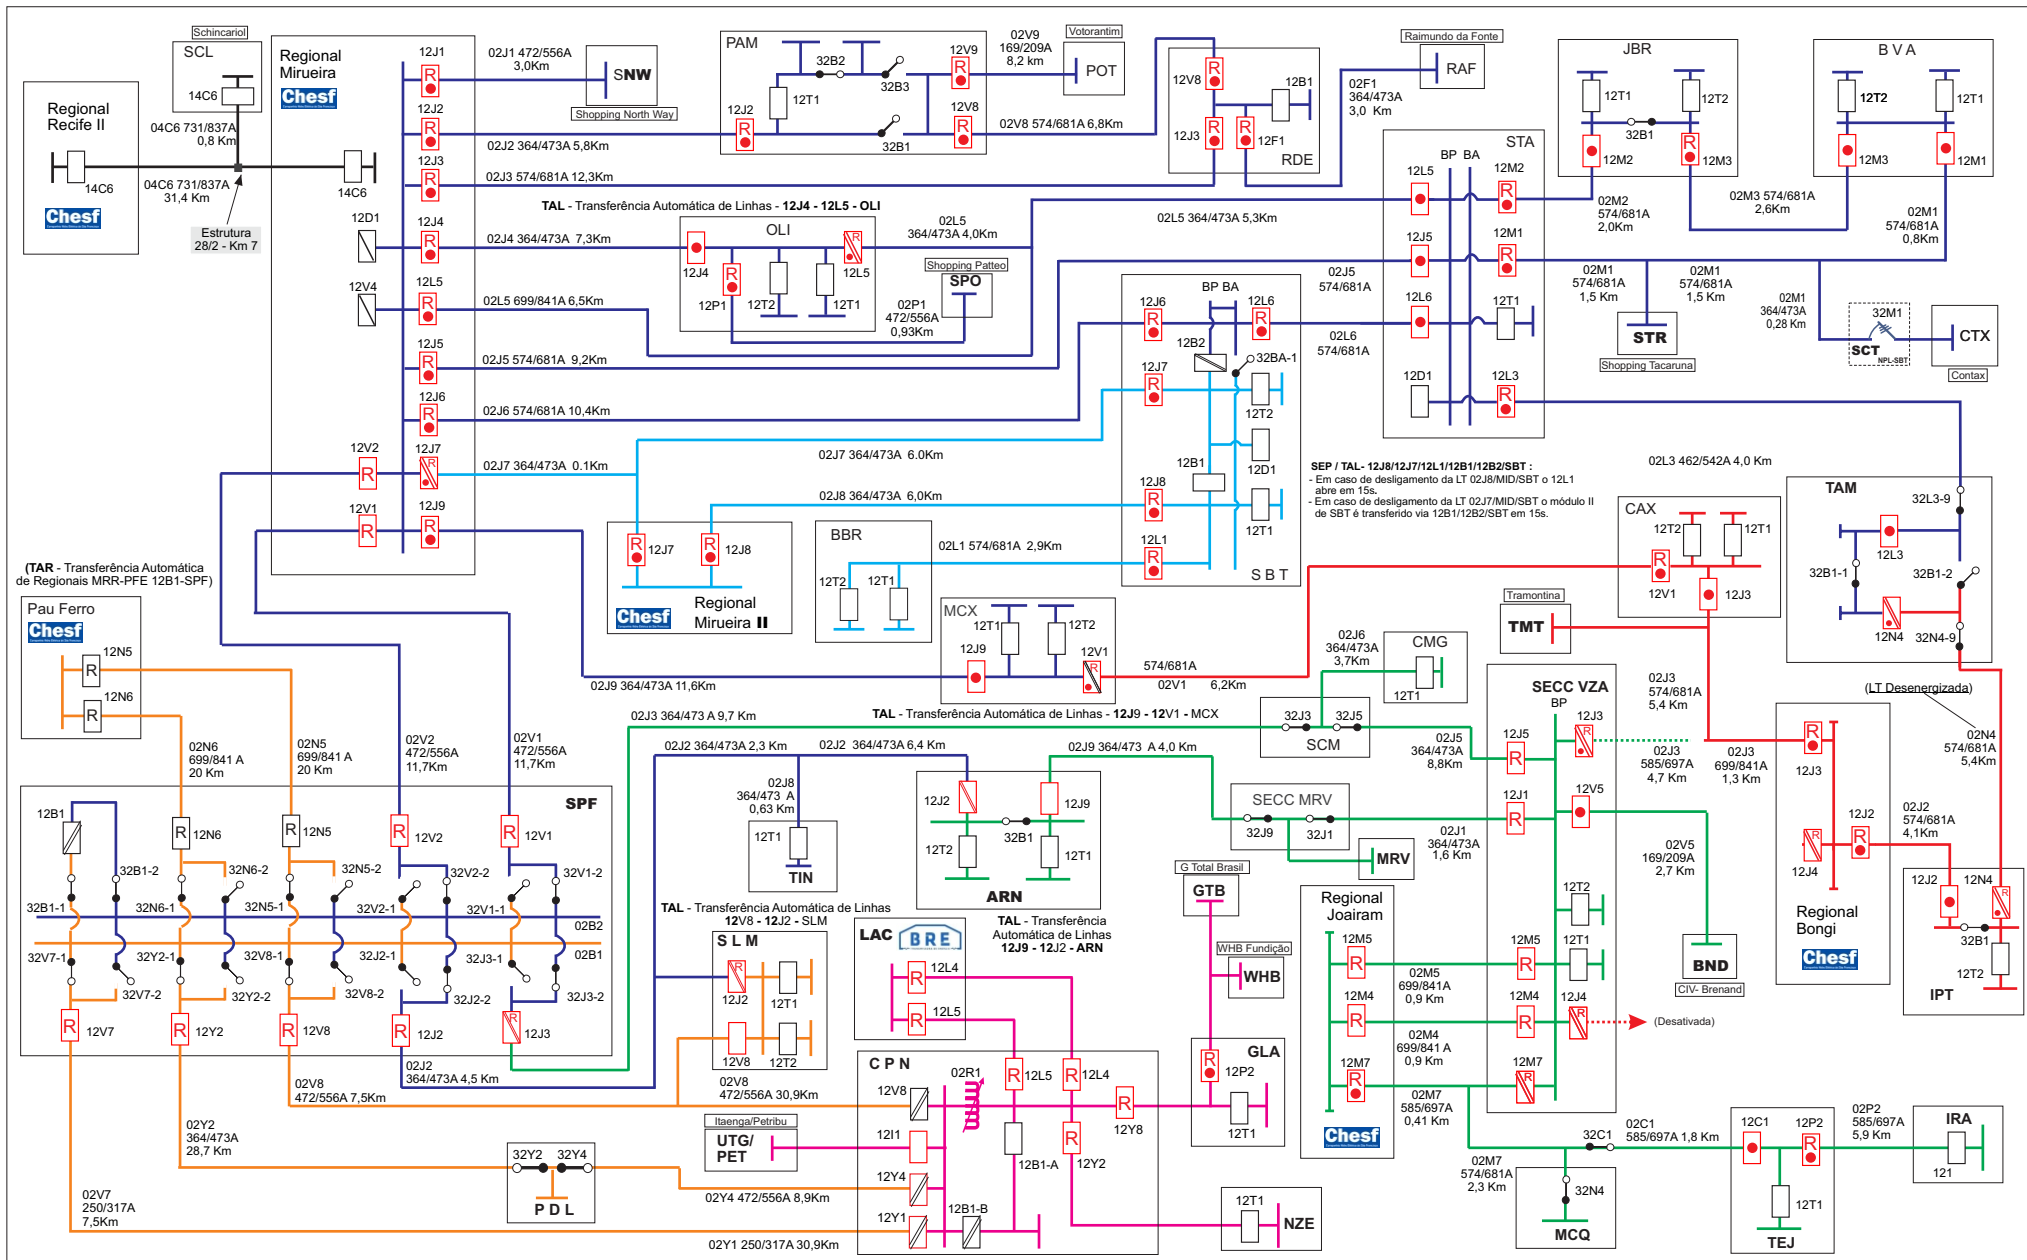 Schincariol
SCL
14C6
Regional
Recife II
14C6
Chesf
04C6 731/837A
0,8 Km
04C6 731/837A
31,4 Km
Estrutura
28/2 - Km 7
14C6
Regional
Mirueira
Chesf
12J1
12J2
12J3
12D1
12J4
12V4
12L5
12J5
12J6
12V2
12J7
12V1
12J9
R
02J1 472/556A
3,0Km
SNW
Shopping North Way
02J2 364/473A 5,8Km
02J3 574/681A 12,3Km
PAM
32B2
32B3
12T1
12J2
32B1
12V9
12V8
02V9
169/209A
8,2 km
Votorantim
POT
02V8 574/681A 6,8Km
12V8
12B1
12J3
12F1
RDE
02F1
364/473A
3,0 Km
Raimundo da Fonte
RAF
JBR
12T1
12T2
32B1
12M2
12M3
B V A
12T2
12T1
12M3
12M1
TAL - Transferência Automática de Linhas - 12J4 - 12L5 - OLI
02J4 364/473A 7,3Km
OLI
12J4
12P1
12T2
12T1
12L5
02L5
364/473A 4,0Km
Shopping Patteo
SPO
02P1
472/556A
0,93Km
02L5 699/841A 6,5Km
02J5 574/681A 9,2Km
02J6 574/681A 10,4Km
02L5 364/473A 5,3Km
STA
BP BA
12L5
12M2
12J5
12M1
12L6
12T1
12D1
12L3
02M2
574/681A
2,0Km
02M3 574/681A
2,6Km
02M1
574/681A
0,8Km
02M1
574/681A
1,5 Km
02M1
574/681A
1,5 Km
02M1
364/473A
0,28 Km
STR
Shopping Tacaruna
32M1
SCT
NPL-SBT
CTX
Contax
02J5
574/681A
02L6
574/681A
BP BA
12J6
12L6
12B2
32BA-1
12J7
12T2
12D1
12B1
12J8
12T1
12L1
S B T
02J7 364/473A 0.1Km
02J7 364/473A 6.0Km
02J8 364/473A 6,0Km
02L1 574/681A 2,9Km
SEP / TAL- 12J8/12J7/12L1/12B1/12B2/SBT :
- Em caso de desligamento da LT 02J8/MID/SBT o 12L1
abre em 15s.
- Em caso de desligamento da LT 02J7/MID/SBT o módulo II
de SBT é transferido via 12B1/12B2/SBT em 15s.
12J7
12J8
Chesf
Regional
Mirueira II
BBR
12T2
12T1
02L3 462/542A 4,0 Km
CAX
12T2
12T1
12V1
12J3
TAM
32L3-9
12L3
32B1-1
32B1-2
12N4
32N4-9
(TAR - Transferência Automática
de Regionais MRR-PFE 12B1-SPF)
Pau Ferro
Chesf
12N5
12N6
02N6
699/841 A
20 Km
02N5
699/841 A
20 Km
02V2
472/556A
11,7Km
02V1
472/556A
11,7Km
02J9 364/473A 11,6Km
MCX
12T1
12T2
12J9
12V1
574/681A
02V1 6,2Km
TAL - Transferência Automática de Linhas - 12J9 - 12V1 - MCX
Tramontina
TMT
02J3 364/473 A 9,7 Km
02J6
364/473A
3,7Km
CMG
12T1
32J3
32J5
SCM
02J5
364/473A
8,8Km
SECC VZA
BP
12J3
12J5
12J1
12V5
12T2
12T1
12M5
12M4
12J4
12M7
02J3
574/681A
5,4 Km
02J3
585/697A
4,7 Km
02J3
699/841A
1,3 Km
(LT Desenergizada)
02N4
574/681A
5,4Km
12J3
12J2
12J4
Regional
Bongi
Chesf
02J2
574/681A
4,1Km
12J2
12N4
32B1
12T2
IPT
SPF
12B1
12N6
12N5
12V2
12V1
32B1-2
32N6-2
32N5-2
32V2-2
32V1-2
32B1-1
32N6-1
32N5-1
32V2-1
32V1-1
02B2
02B1
32V7-1
32Y2-1
32V8-1
32J2-1
32J3-1
32V7-2
32Y2-2
32V8-2
32J2-2
32J3-2
12V7
12Y2
12V8
12J2
12J3
02J2 364/473A 2,3 Km
02J2 364/473A 6,4 Km
02J9 364/473 A 4,0 Km
02J8
364/473 A
0,63 Km
12T1
TIN
12J2
12J9
32B1
12T2
12T1
ARN
SECC MRV
32J9
32J1
MRV
02J1
364/473A
1,6 Km
02V5
169/209A
2,7 Km
BND
CIV- Brenand
TAL - Transferência Automática de Linhas
12V8 - 12J2 - SLM
TAL - Transferência
Automática de Linhas
12J9 - 12J2 - ARN
S L M
12J2
12T1
12V8
12T2
LAC
BRE
12L4
12L5
G Total Brasil
GTB
WHB Fundição
WHB
Regional
Joairam
12M5
12M4
12M7
Chesf
02M5
699/841A
0,9 Km
02M4
699/841 A
0,9 Km
02M7
585/697A
0,41 Km
(Desativada)
02J2
364/473A 4,5 Km
02V8
472/556A 7,5Km
02V8
472/556A 30,9Km
02Y2
364/473A
28,7 Km
02V7
250/317A
7,5Km
32Y2
32Y4
P D L
02Y4 472/556A 8,9Km
02Y1 250/317A 30,9Km
Itaenga/Petribu
UTG/
PET
C P N
12V8
02R1
12L5
12L4
12I1
12Y8
12B1-A
12Y2
12Y4
12Y1
12B1-B
GLA
12P2
12T1
12T1
NZE
02M7
574/681A
2,3 Km
32C1
02C1
585/697A 1,8 Km
32N4
MCQ
12C1
12P2
12T1
TEJ
02P2
585/697A
5,9 Km
IRA
121